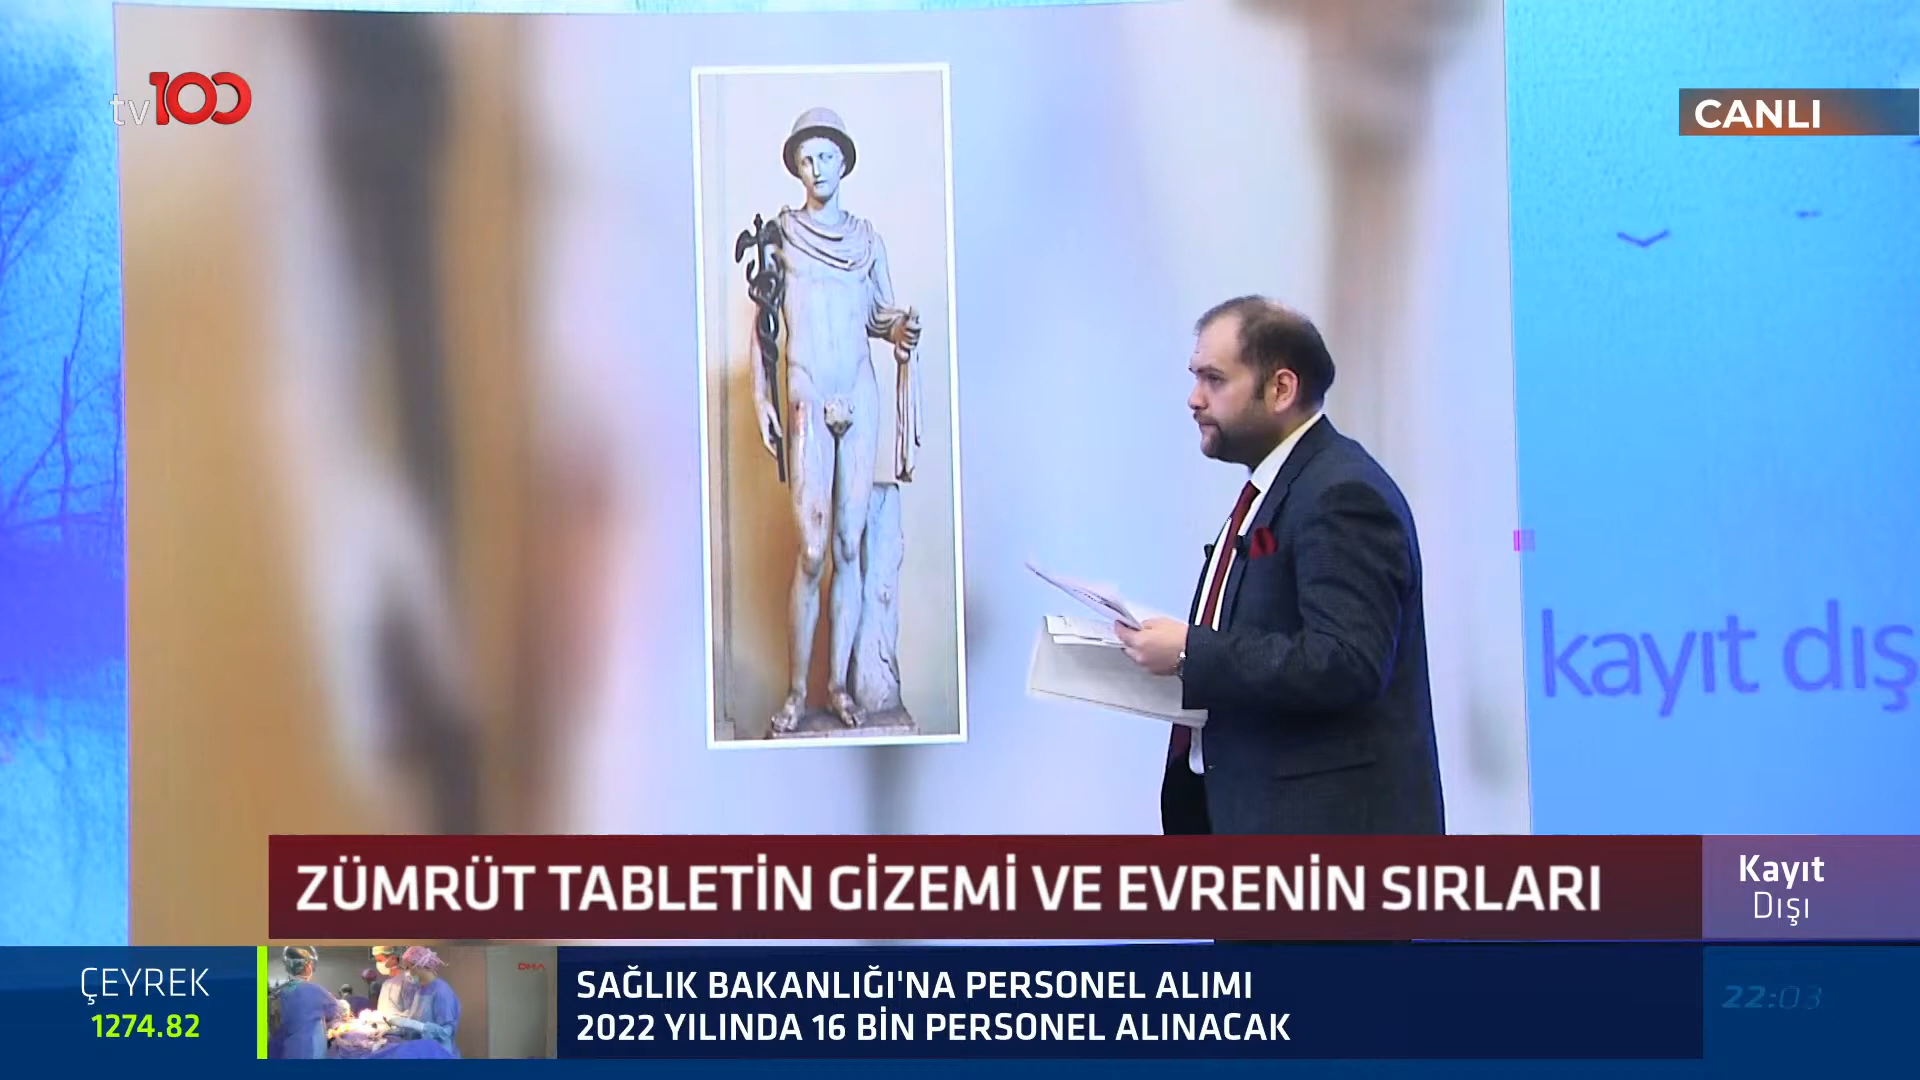 tv100
CANLI
kayıt dış
ZÜMRÜT TABLETİN GİZEMİ VE EVRENİN SIRLARI
Kayıt
Dışı
ÇEYREK
1274.82
DHA
SAĞLIK BAKANLIĞI'NA PERSONEL ALIMI
2022 YILINDA 16 BİN PERSONEL ALINACAK
22:03